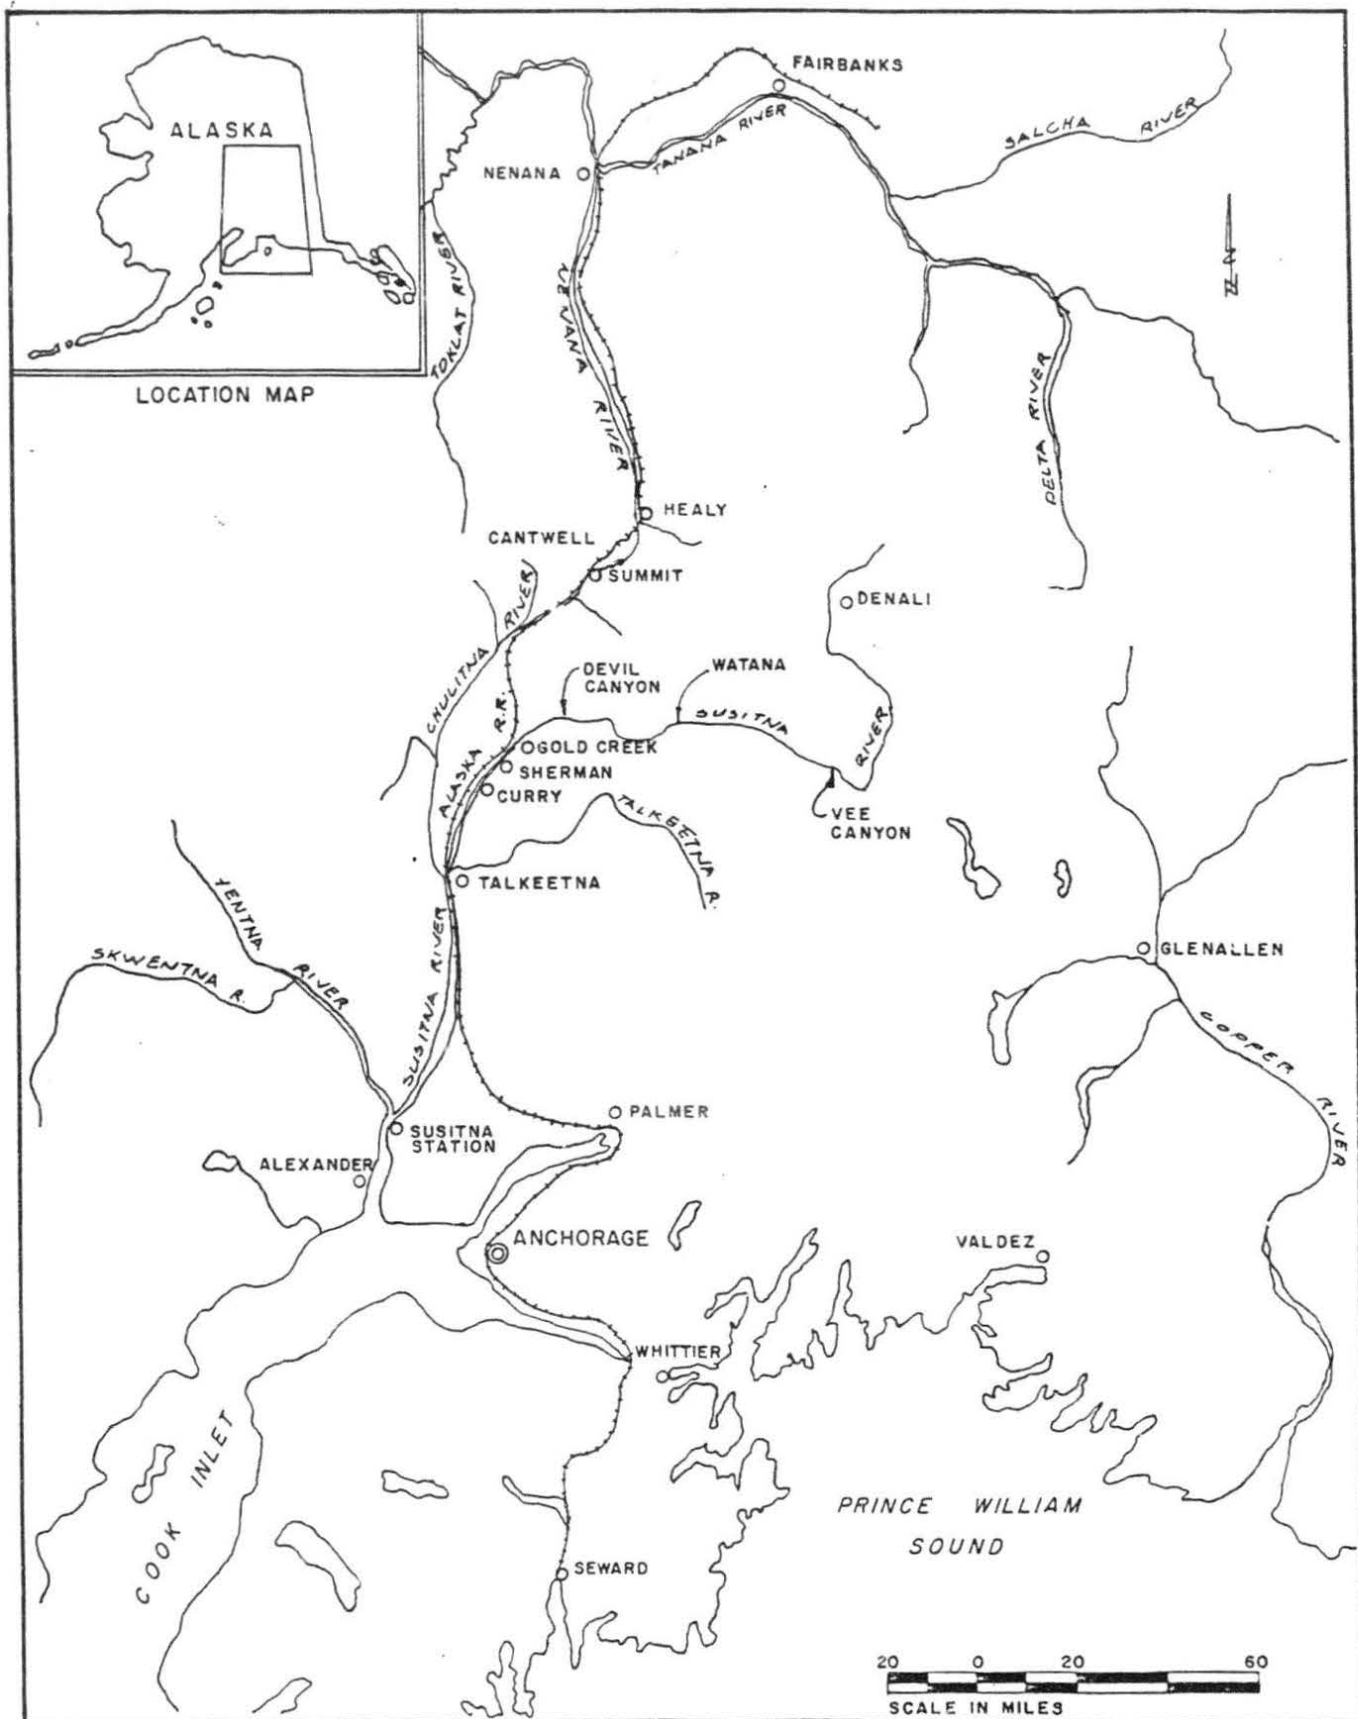 ALASKA
LOCATION MAP
FAIRBANKS
SALCHA RIVER
TANANA RIVER
NENANA
N
TOKLAT RIVER
NENANA RIVER
DELTA RIVER
HEALY
CANTWELL
SUMMIT
DENALI
CHULITNA RIVER
DEVIL
CANYON
WATANA
SUSITNA RIVER
ALASKA R.R.
GOLD CREEK
SHERMAN
CURRY
TALKEETNA R.
VEE
CANYON
TALKEETNA
YENTNA RIVER
SKWENTNA R.
SUSITNA RIVER
GLENALLEN
COPPER RIVER
PALMER
SUSITNA
STATION
ALEXANDER
ANCHORAGE
VALDEZ
WHITTIER
COOK INLET
PRINCE WILLIAM
SOUND
SEWARD
20 0 20 60
SCALE IN MILES